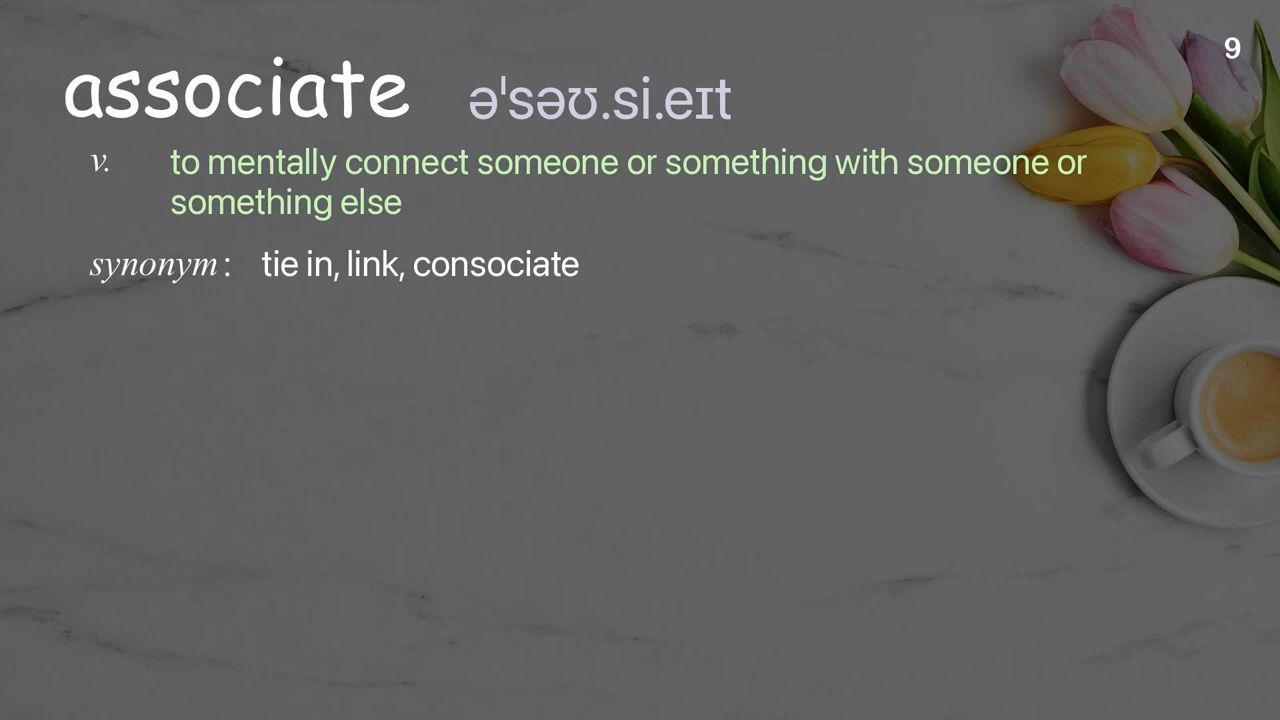 9
associate əˈsəʊ.si.eɪt
v. to mentally connect someone or something with someone or
something else
synonym : tie in, link, consociate